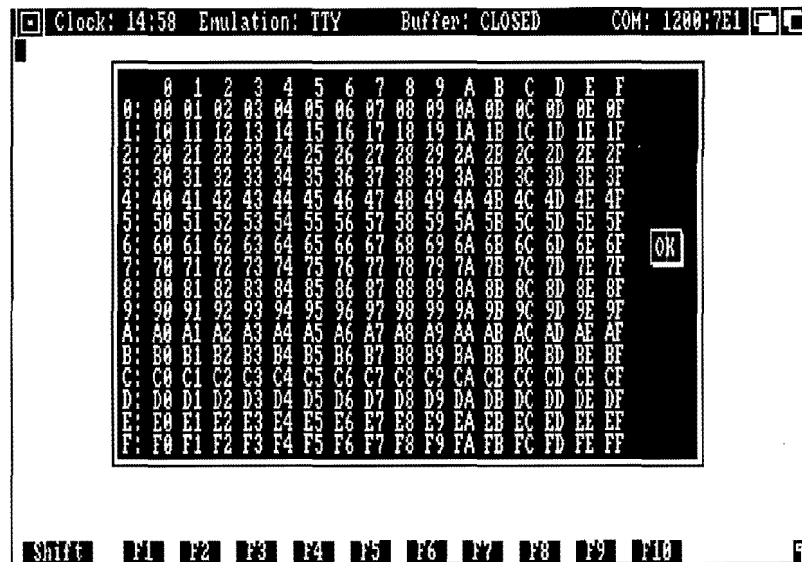 Clock: 14:58 Emulation: TTY Buffer: CLOSED COM: 1200:7E1
0 1 2 3 4 5 6 7 8 9 A B C D E F
0: 00 01 02 03 04 05 06 07 08 09 0A 0B 0C 0D 0E 0F
1: 10 11 12 13 14 15 16 17 18 19 1A 1B 1C 1D 1E 1F
2: 20 21 22 23 24 25 26 27 28 29 2A 2B 2C 2D 2E 2F
3: 30 31 32 33 34 35 36 37 38 39 3A 3B 3C 3D 3E 3F
4: 40 41 42 43 44 45 46 47 48 49 4A 4B 4C 4D 4E 4F
5: 50 51 52 53 54 55 56 57 58 59 5A 5B 5C 5D 5E 5F
6: 60 61 62 63 64 65 66 67 68 69 6A 6B 6C 6D 6E 6F
OK
7: 70 71 72 73 74 75 76 77 78 79 7A 7B 7C 7D 7E 7F
8: 80 81 82 83 84 85 86 87 88 89 8A 8B 8C 8D 8E 8F
9: 90 91 92 93 94 95 96 97 98 99 9A 9B 9C 9D 9E 9F
A: A0 A1 A2 A3 A4 A5 A6 A7 A8 A9 AA AB AC AD AE AF
B: B0 B1 B2 B3 B4 B5 B6 B7 B8 B9 BA BB BC BD BE BF
C: C0 C1 C2 C3 C4 C5 C6 C7 C8 C9 CA CB CC CD CE CF
D: D0 D1 D2 D3 D4 D5 D6 D7 D8 D9 DA DB DC DD DE DF
E: E0 E1 E2 E3 E4 E5 E6 E7 E8 E9 EA EB EC ED EE EF
F: F0 F1 F2 F3 F4 F5 F6 F7 F8 F9 FA FB FC FD FE FF
Shift F1 F2 F3 F4 F5 F6 F7 F8 F9 F10